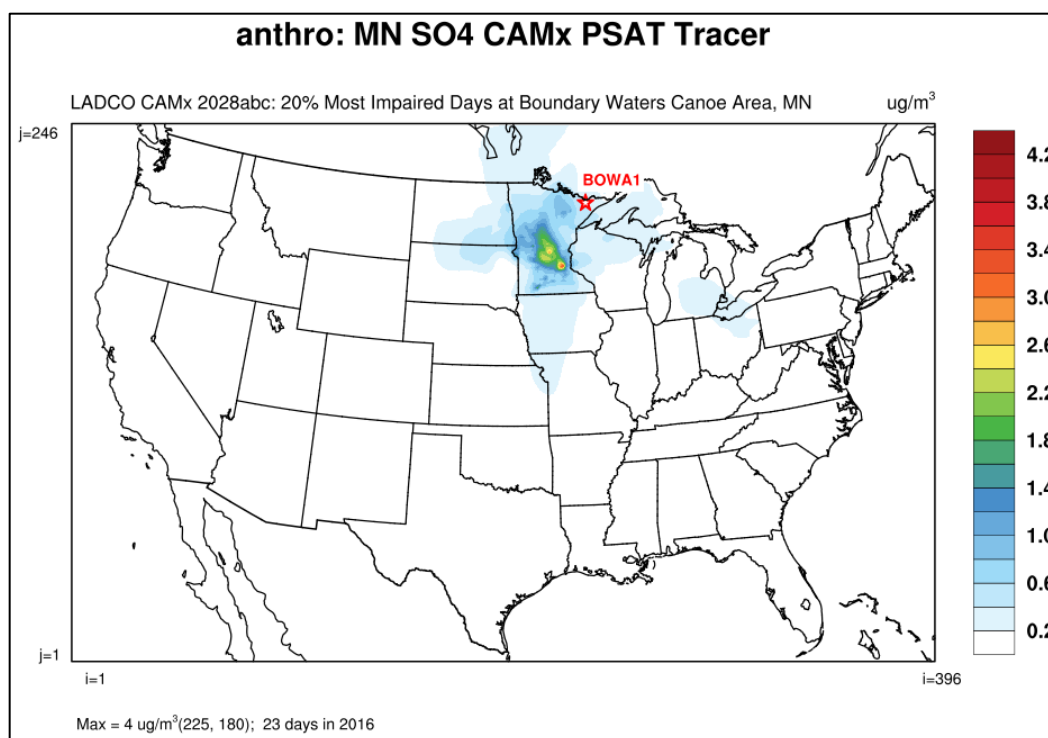 anthro: MN SO4 CAMx PSAT Tracer
LADCO CAMx 2028abc: 20% Most Impaired Days at Boundary Waters Canoe Area, MN ug/m³
j=246
BOWA1
4.2
3.8
3.4
3.0
2.6
2.2
1.8
1.4
1.0
0.6
0.2
j=1
i=1 i=396
Max = 4 ug/m³(225, 180); 23 days in 2016